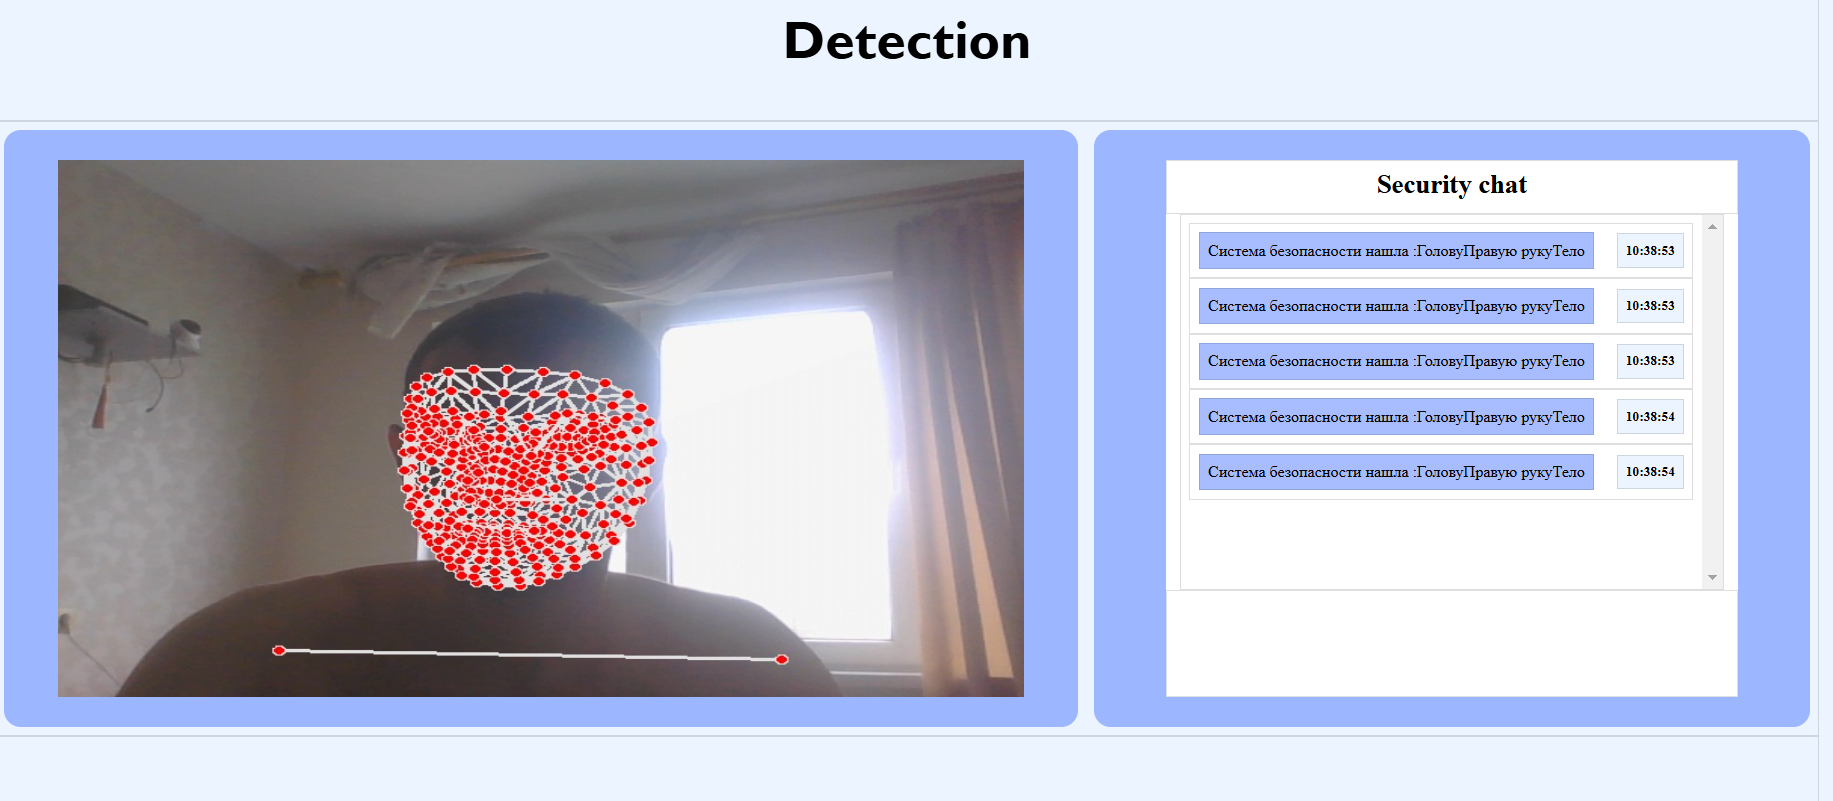 Detection
Security chat
Система безопасности нашла :ГоловуПравую рукуТело 10:38:53
Система безопасности нашла :ГоловуПравую рукуТело 10:38:53
Система безопасности нашла :ГоловуПравую рукуТело 10:38:53
Система безопасности нашла :ГоловуПравую рукуТело 10:38:54
Система безопасности нашла :ГоловуПравую рукуТело 10:38:54